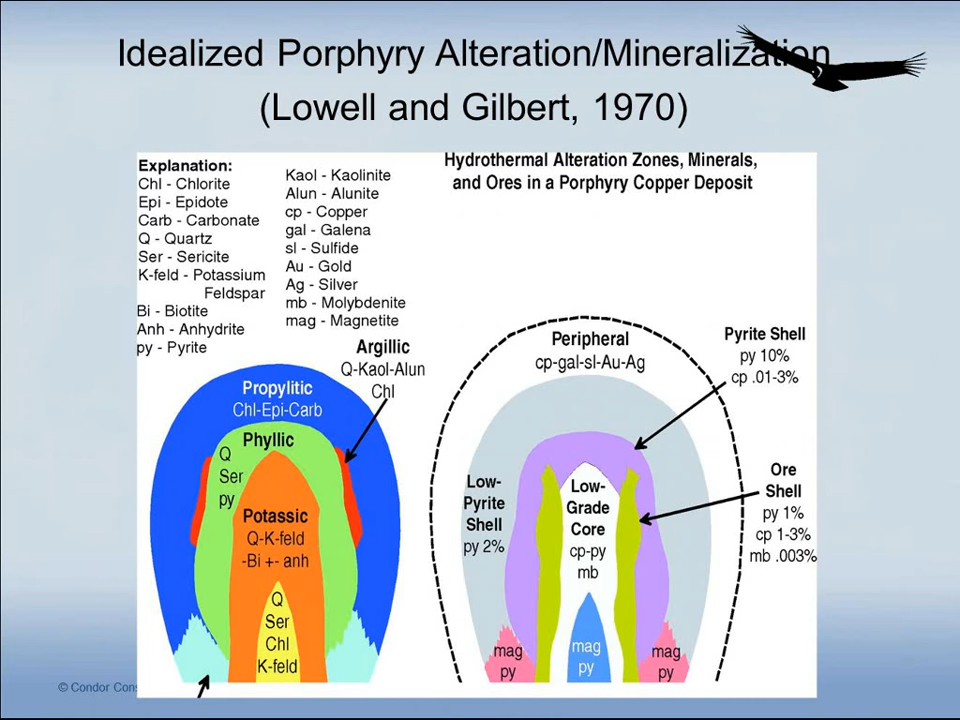 Idealized Porphyry Alteration/Mineralization
(Lowell and Gilbert, 1970)
Explanation:
Chl - Chlorite
Epi - Epidote
Carb - Carbonate
Q - Quartz
Ser - Sericite
K-feld - Potassium
Feldspar
Bi - Biotite
Anh - Anhydrite
py - Pyrite
Kaol - Kaolinite
Alun - Alunite
cp - Copper
gal - Galena
sl - Sulfide
Au - Gold
Ag - Silver
mb - Molybdenite
mag - Magnetite
Hydrothermal Alteration Zones, Minerals,
and Ores in a Porphyry Copper Deposit
Argillic
Q-Kaol-Alun
Chl
Propylitic
Chl-Epi-Carb
Phyllic
Q
Ser
py
Potassic
Q-K-feld
-Bi +- anh
Q
Ser
Chl
K-feld
Peripheral
cp-gal-sl-Au-Ag
Pyrite Shell
py 10%
cp .01-3%
Low-
Pyrite
Shell
py 2%
Low-
Grade
Core
cp-py
mb
Ore
Shell
py 1%
cp 1-3%
mb .003%
mag
py
mag
py
mag
py
© Condor Cons